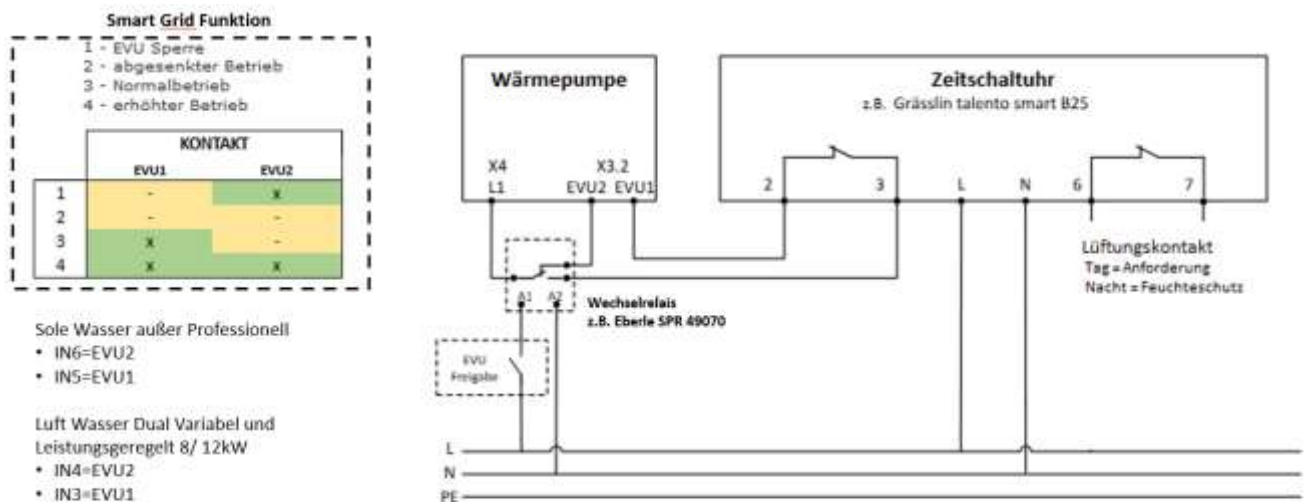 Smart Grid Funktion
1 - EVU Sperre
2 - abgesenkter Betrieb
3 - Normalbetrieb
4 - erhöhter Betrieb
KONTAKT
EVU1 EVU2
1 - x
2 - -
3 x -
4 x x
Sole Wasser außer Professionell
• IN6=EVU2
• IN5=EVU1
Luft Wasser Dual Variabel und
Leistungsgeregelt 8/ 12kW
• IN4=EVU2
• IN3=EVU1
Wärmepumpe
X4 X3.2
L1 EVU2 EVU1
Zeitschaltuhr
z.B. Grässlin talento smart B25
2 3 L N 6 7
Lüftungskontakt
Tag = Anforderung
Nacht = Feuchteschutz
A1 A2
Wechselrelais
z.B. Eberle SPR 49070
EVU
Freigabe
L
N
PE